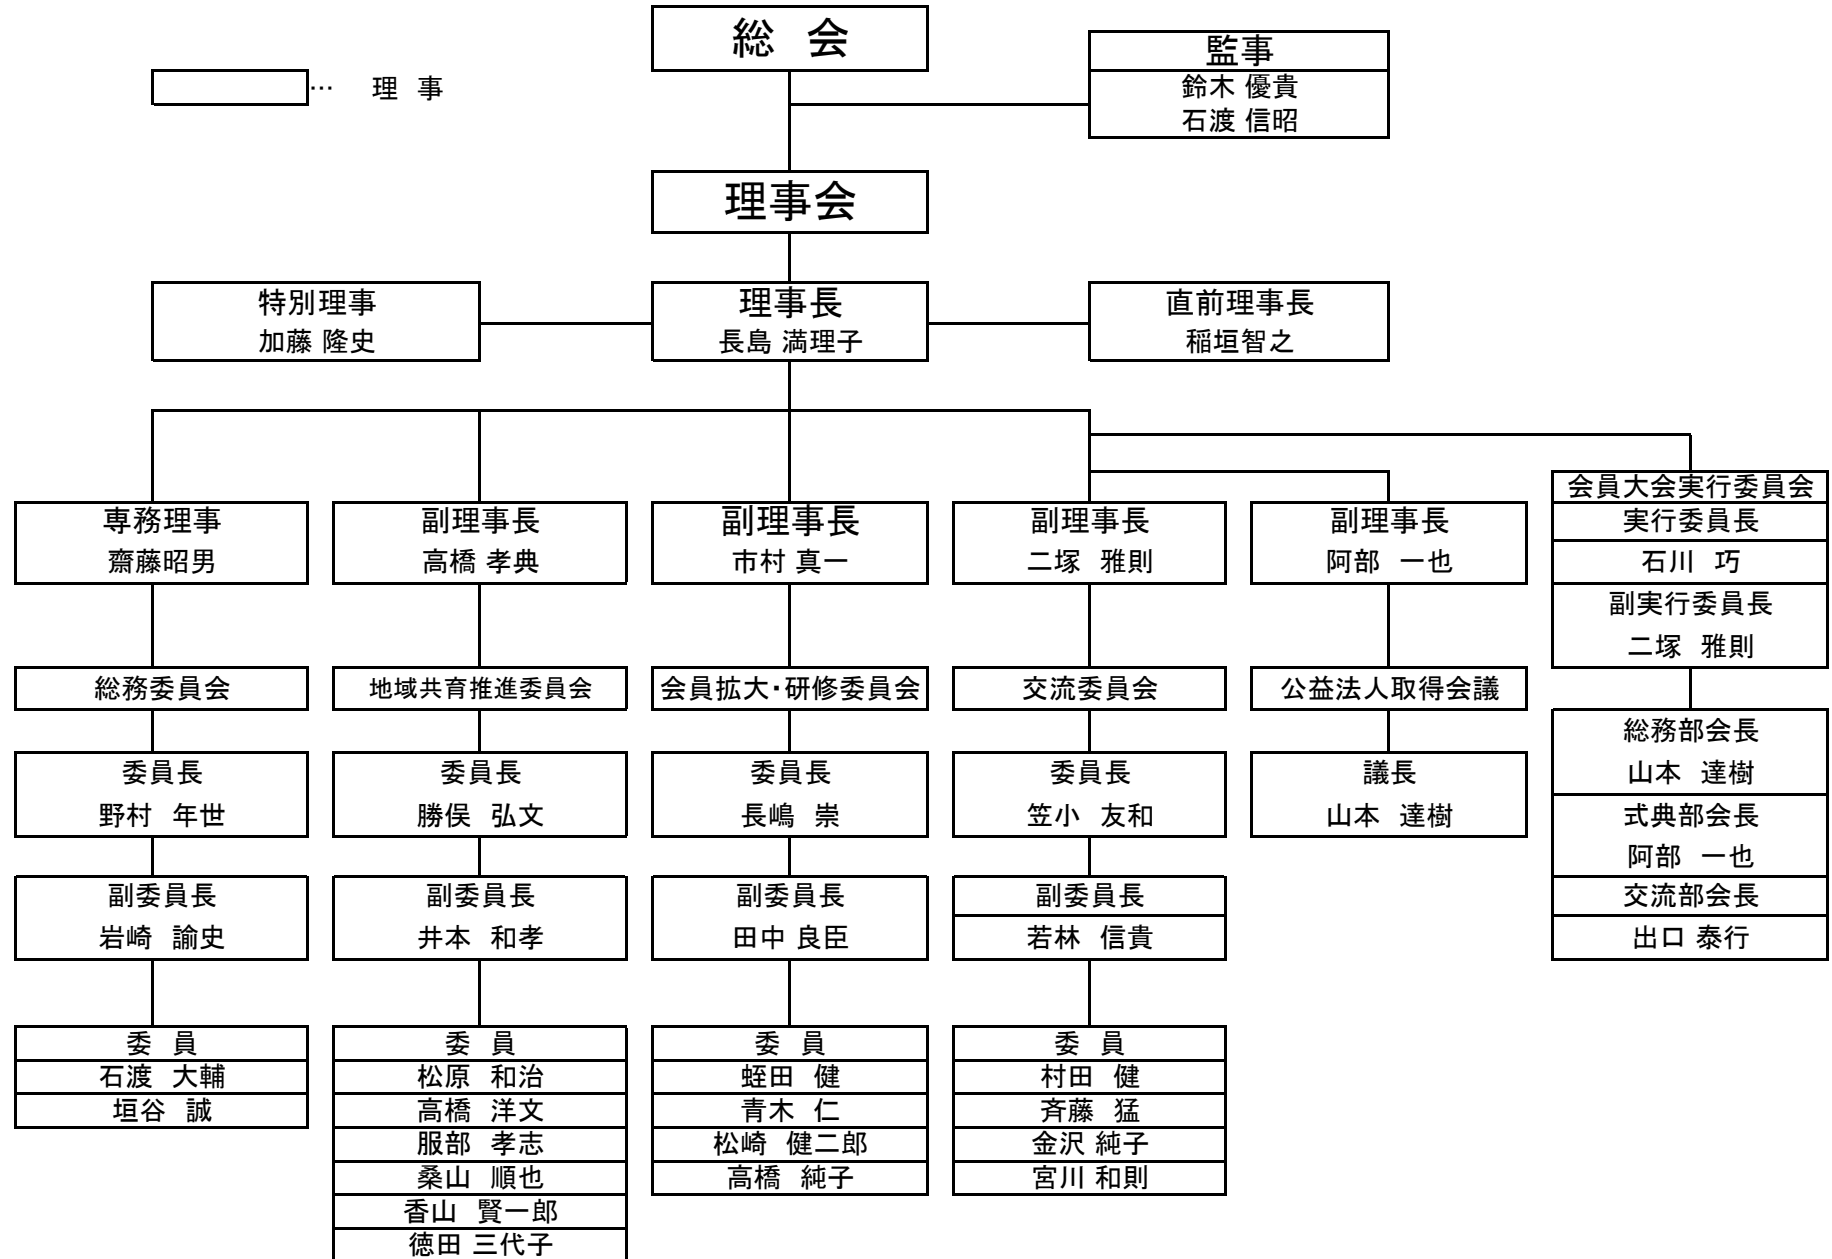 総 会
監事
鈴木 優貴
石渡 信昭
… 理 事
理事会
特別理事
加藤 隆史
理事長
長島 満理子
直前理事長
稲垣智之
専務理事
齋藤昭男
副理事長
高橋 孝典
副理事長
市村 真一
副理事長
二塚 雅則
副理事長
阿部 一也
会員大会実行委員会
実行委員長
石川 巧
副実行委員長
二塚 雅則
総務委員会
地域共育推進委員会
会員拡大・研修委員会
交流委員会
公益法人取得会議
委員長
野村 年世
委員長
勝俣 弘文
委員長
長嶋 崇
委員長
笠小 友和
議長
山本 達樹
総務部会長
山本 達樹
式典部会長
阿部 一也
交流部会長
出口 泰行
副委員長
岩崎 諭史
副委員長
井本 和孝
副委員長
田中 良臣
副委員長
若林 信貴
委 員
石渡 大輔
垣谷 誠
委 員
松原 和治
高橋 洋文
服部 孝志
桑山 順也
香山 賢一郎
徳田 三代子
委 員
蛭田 健
青木 仁
松崎 健二郎
高橋 純子
委 員
村田 健
斉藤 猛
金沢 純子
宮川 和則